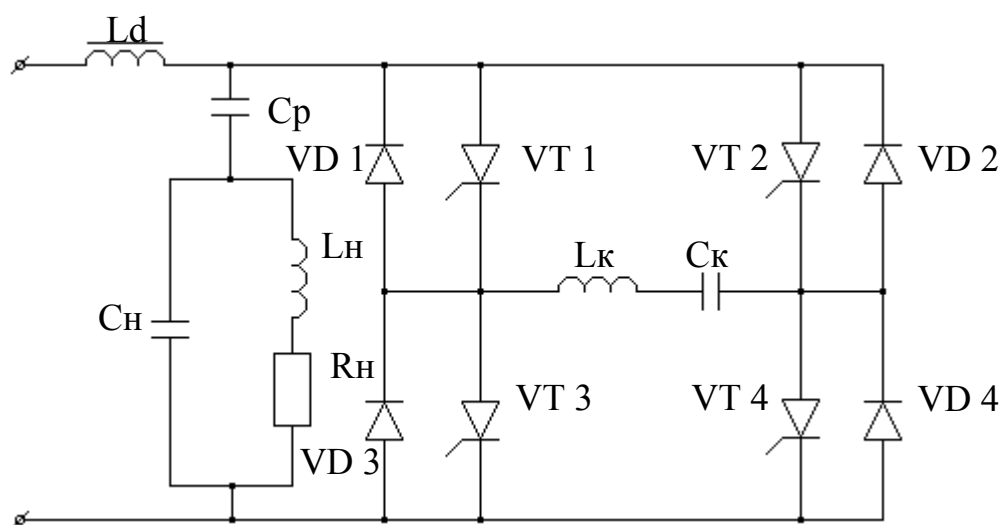 Ld
Cp
VD 1
VT 1
VT 2
VD 2
Lн
Lк
Cк
Cн
Rн
VT 3
VT 4
VD 4
VD 3